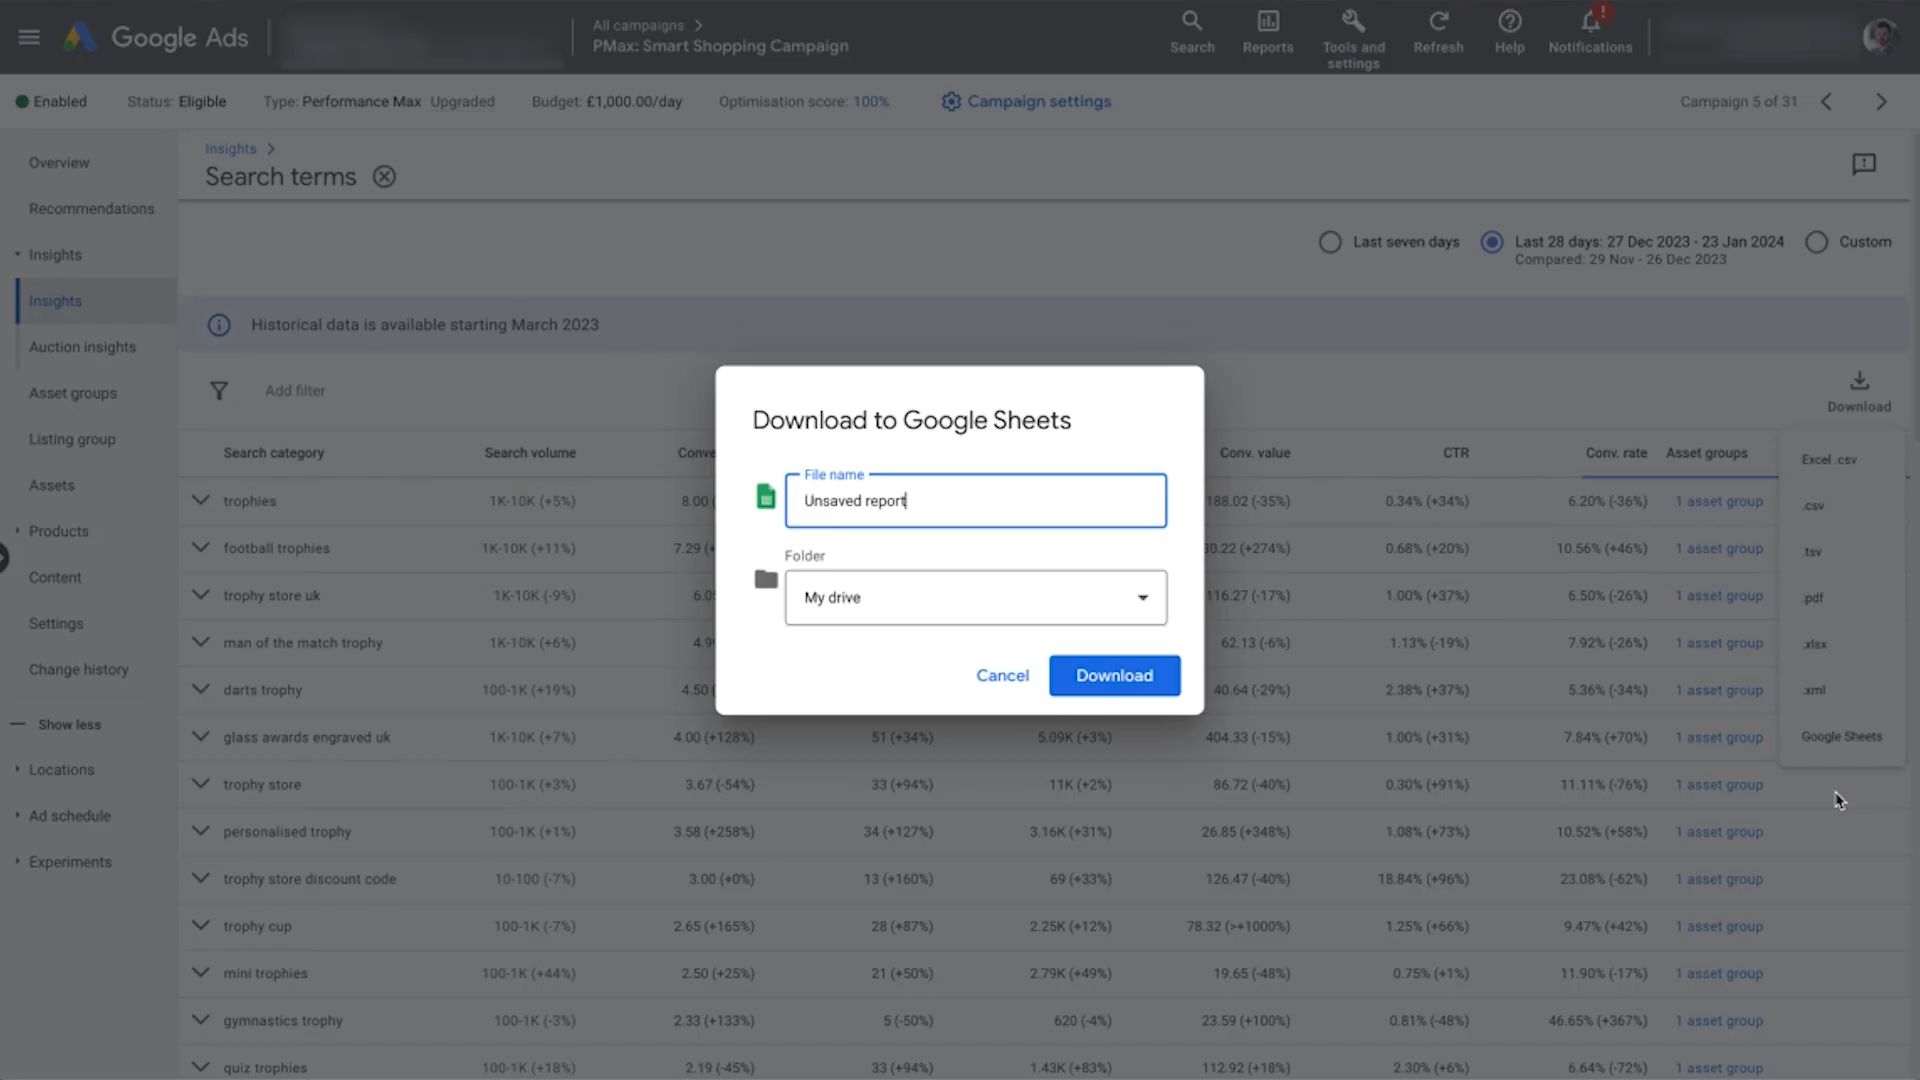 Google Ads
All campaigns
PMax: Smart Shopping Campaign
Search
Reports
Tools and
settings
Refresh
Help
Notifications
!
Enabled
Status: Eligible
Type: Performance Max Upgraded
Budget: £1,000.00/day
Optimisation score: 100%
Campaign settings
Campaign 5 of 31
Overview
Recommendations
Insights
Insights
Auction insights
Asset groups
Listing group
Assets
Products
Content
Settings
Change history
Show less
Locations
Ad schedule
Experiments
Insights
Search terms
Last seven days
Last 28 days: 27 Dec 2023 - 23 Jan 2024
Compared: 29 Nov - 26 Dec 2023
Custom
Historical data is available starting March 2023
Add filter
Download
Search category Search volume Conve Conv. value CTR Conv. rate Asset groups
trophies 1K-10K (+5%) 8.00 ( 188.02 (-35%) 0.34% (+34%) 6.20% (-36%) 1 asset group
football trophies 1K-10K (+11%) 7.29 (+ 30.22 (+274%) 0.68% (+20%) 10.56% (+46%) 1 asset group
trophy store uk 1K-10K (-9%) 6.0 116.27 (-17%) 1.00% (+37%) 6.50% (-26%) 1 asset group
man of the match trophy 1K-10K (+6%) 4.9 62.13 (-6%) 1.13% (-19%) 7.92% (-26%) 1 asset group
darts trophy 100-1K (+19%) 4.50 ( 40.64 (-29%) 2.38% (+37%) 5.36% (-34%) 1 asset group
glass awards engraved uk 1K-10K (+7%) 4.00 (+128%) 51 (+34%) 5.09K (+3%) 404.33 (-15%) 1.00% (+31%) 7.84% (+70%) 1 asset group
trophy store 100-1K (+3%) 3.67 (-54%) 33 (+94%) 11K (+2%) 86.72 (-40%) 0.30% (+91%) 11.11% (-76%) 1 asset group
personalised trophy 100-1K (+1%) 3.58 (+258%) 34 (+127%) 3.16K (+31%) 26.85 (+348%) 1.08% (+73%) 10.52% (+58%) 1 asset group
trophy store discount code 10-100 (-7%) 3.00 (+0%) 13 (+160%) 69 (+33%) 126.47 (-40%) 18.84% (+96%) 23.08% (-62%) 1 asset group
trophy cup 100-1K (-7%) 2.65 (+165%) 28 (+87%) 2.25K (+12%) 78.32 (>+1000%) 1.25% (+66%) 9.47% (+42%) 1 asset group
mini trophies 100-1K (+44%) 2.50 (+25%) 21 (+50%) 2.79K (+49%) 19.65 (-48%) 0.75% (+1%) 11.90% (-17%) 1 asset group
gymnastics trophy 100-1K (-3%) 2.33 (+133%) 5 (-50%) 620 (-4%) 23.59 (+100%) 0.81% (-48%) 46.65% (+367%) 1 asset group
quiz trophies 100-1K (+18%) 2.19 (-45%) 33 (+94%) 1.43K (+83%) 112.92 (+18%) 2.30% (+6%) 6.64% (-72%) 1 asset group
Excel .csv
.csv
.tsv
.pdf
.xlsx
.xml
Google Sheets
Download to Google Sheets
File name
Unsaved report
Folder
My drive
Cancel
Download